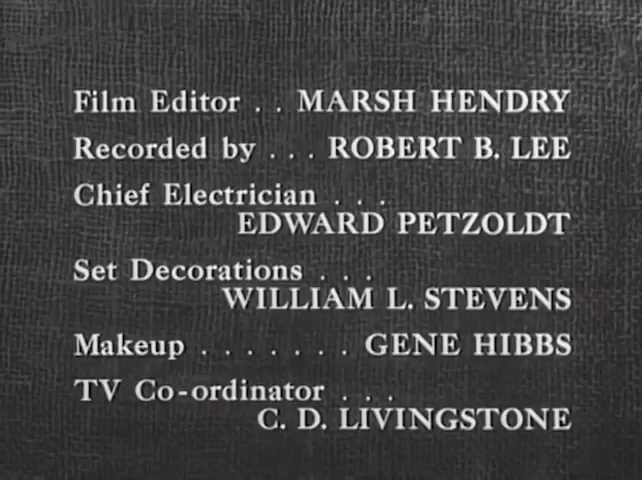 Film Editor . . MARSH HENDRY
Recorded by . . . ROBERT B. LEE
Chief Electrician . . .
EDWARD PETZOLDT
Set Decorations . . .
WILLIAM L. STEVENS
Makeup . . . . . . . GENE HIBBS
TV Co-ordinator . . .
C. D. LIVINGSTONE